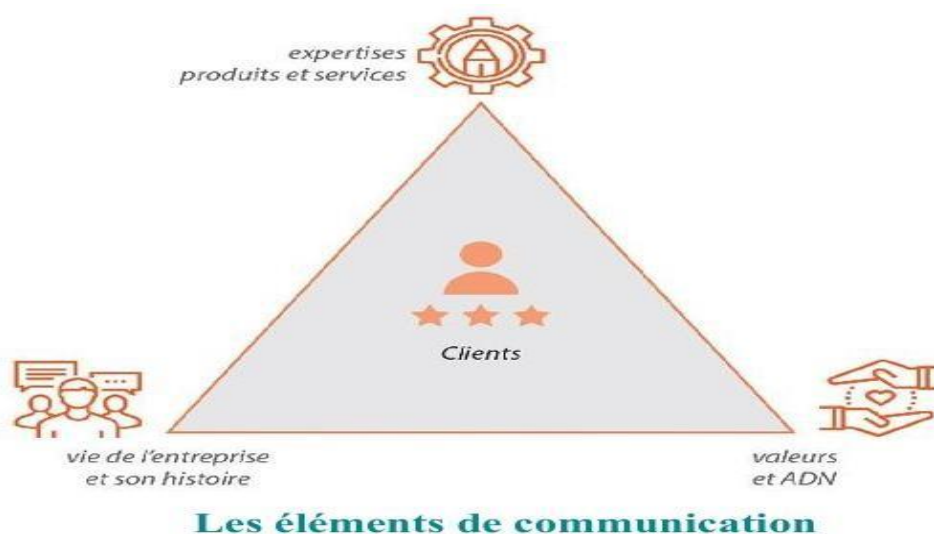 expertises
produits et services
Clients
vie de l'entreprise
et son histoire
valeurs
et ADN
Les éléments de communication